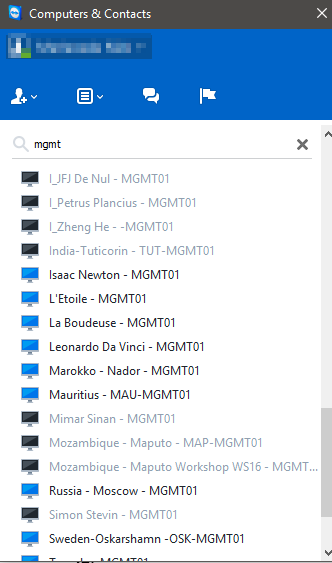 Computers & Contacts
mgmt
I_JFJ De Nul - MGMT01
I_Petrus Plancius - MGMT01
I_Zheng He - -MGMT01
India-Tuticorin - TUT-MGMT01
Isaac Newton - MGMT01
L'Etoile - MGMT01
La Boudeuse - MGMT01
Leonardo Da Vinci - MGMT01
Marokko - Nador - MGMT01
Mauritius - MAU-MGMT01
Mimar Sinan - MGMT01
Mozambique - Maputo - MAP-MGMT01
Mozambique - Maputo Workshop WS16 - MGMT...
Russia - Moscow - MGMT01
Simon Stevin - MGMT01
Sweden-Oskarshamn -OSK-MGMT01